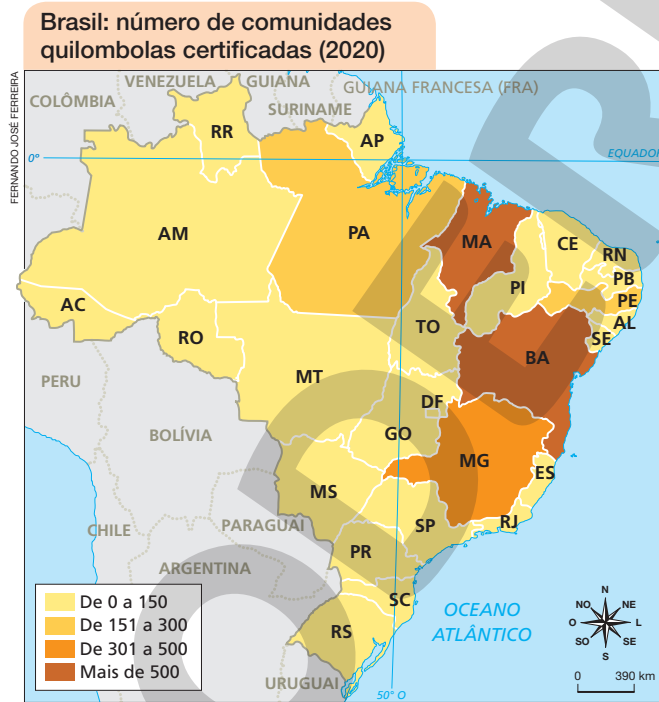 Brasil: número de comunidades
quilombolas certificadas (2020)
FERNANDO JOSÉ FERREIRA
VENEZUELA
GUIANA
GUIANA FRANCESA (FRA)
COLÔMBIA
SURINAME
RR
AP
0°
EQUADOR
AM
PA
MA
CE
RN
PB
PI
PE
AC
AL
TO
SE
RO
BA
PERU
MT
DF
BOLÍVIA
GO
MG
ES
MS
SP
RJ
CHILE
PARAGUAI
PR
ARGENTINA
SC
OCEANO
ATLÂNTICO
RS
URUGUAI
50° O
De 0 a 150
De 151 a 300
De 301 a 500
Mais de 500
N
NO
NE
O
L
SO
SE
S
0
390 km